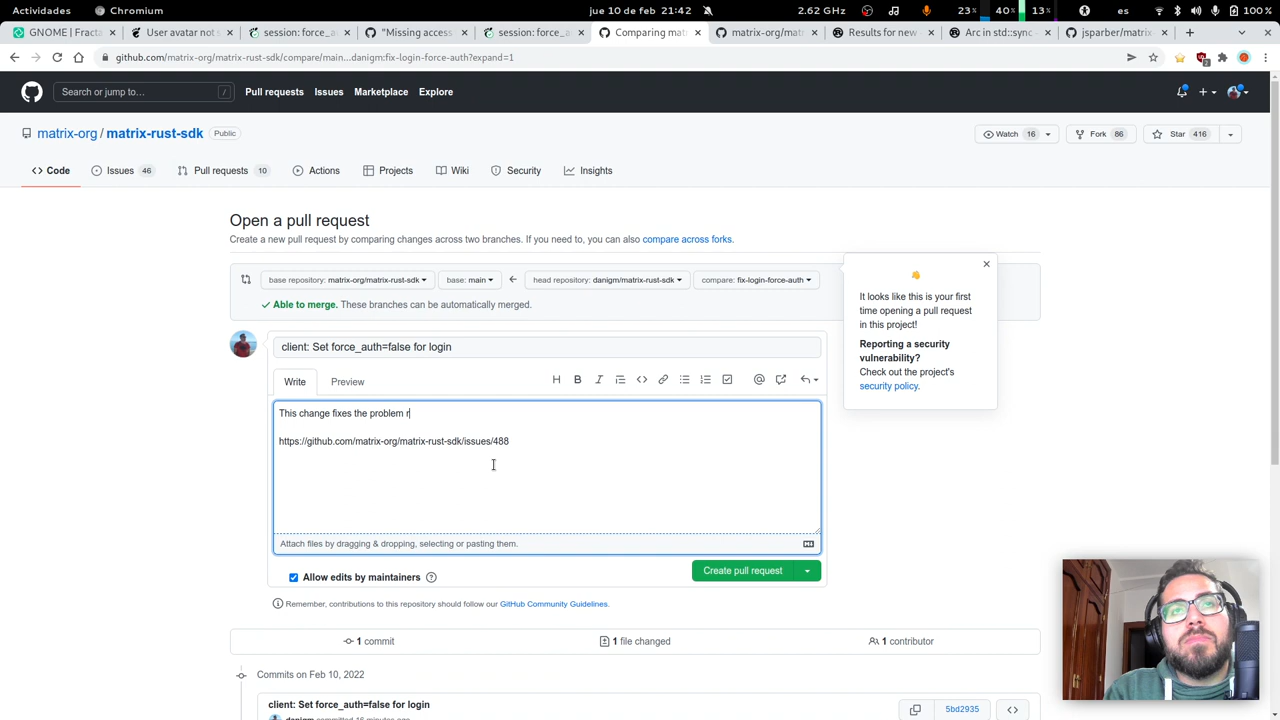 Actividades
Chromium
jue 10 de feb 21:42
2.62 GHz
23%
40%
13%
es
100%
GNOME | Fracta
User avatar not s
session: force_a
"Missing access
session: force_a
Comparing ma
matrix-org/mat
Results for new
Arc in std::sync -
jsparber/matrix-
github.com/matrix-org/matrix-rust-sdk/compare/main...danigm:fix-login-force-auth?expand=1
2
Search or jump to…
/
Pull requests
Issues
Marketplace
Explore
matrix-org / matrix-rust-sdk
Public
Watch 16
Fork 86
Star 416
Code
Issues 46
Pull requests 10
Actions
Projects
Wiki
Security
Insights
Open a pull request
Create a new pull request by comparing changes across two branches. If you need to, you can also compare across forks.
base repository: matrix-org/matrix-rust-sdk
base: main
head repository: danigm/matrix-rust-sdk
compare: fix-login-force-auth
Able to merge. These branches can be automatically merged.
It looks like this is your first
time opening a pull request
in this project!
Reporting a security
vulnerability?
Check out the project's
security policy.
client: Set force_auth=false for login
Write
Preview
This change fixes the problem r
https://github.com/matrix-org/matrix-rust-sdk/issues/488
Attach files by dragging & dropping, selecting or pasting them.
Allow edits by maintainers
Create pull request
Remember, contributions to this repository should follow our GitHub Community Guidelines.
1 commit
1 file changed
1 contributor
Commits on Feb 10, 2022
client: Set force_auth=false for login
5bd2935
danigm committed 16 minutes ago